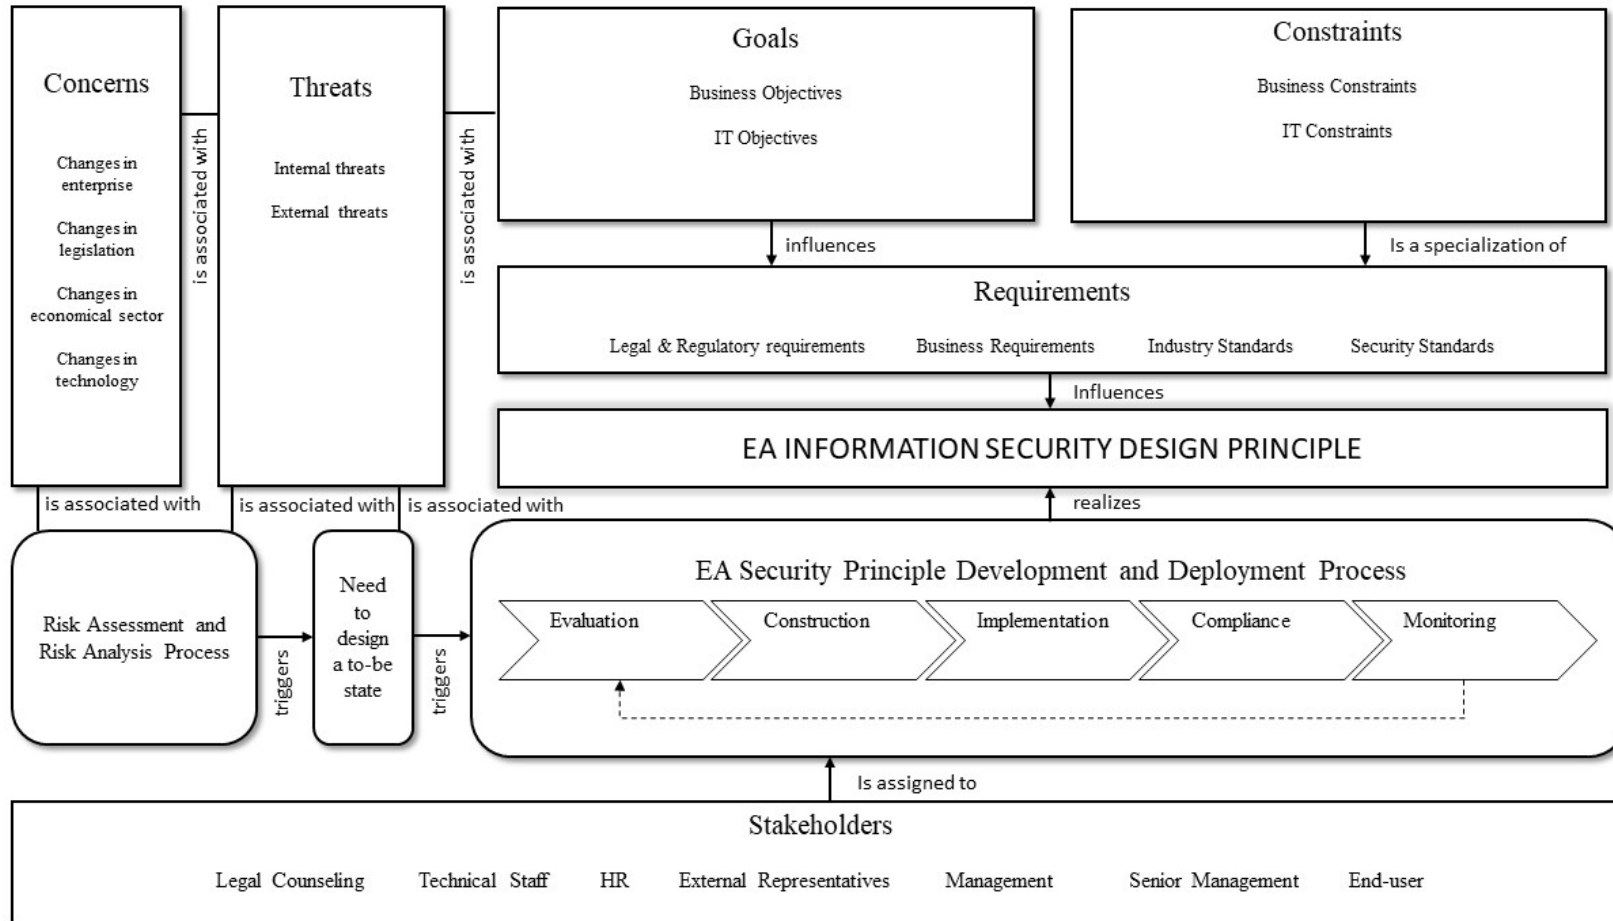 Concerns
Changes in
enterprise
Changes in
legislation
Changes in
economical sector
Changes in
technology
is associated with
Threats
Internal threats
External threats
is associated with
Goals
Business Objectives
IT Objectives
Constraints
Business Constraints
IT Constraints
influences
Is a specialization of
Requirements
Legal & Regulatory requirements
Business Requirements
Industry Standards
Security Standards
Influences
EA INFORMATION SECURITY DESIGN PRINCIPLE
is associated with
is associated with
is associated with
realizes
Risk Assessment and
Risk Analysis Process
triggers
Need
to
design
a to-be
state
triggers
EA Security Principle Development and Deployment Process
Evaluation
Construction
Implementation
Compliance
Monitoring
Is assigned to
Stakeholders
Legal Counseling
Technical Staff
HR
External Representatives
Management
Senior Management
End-user